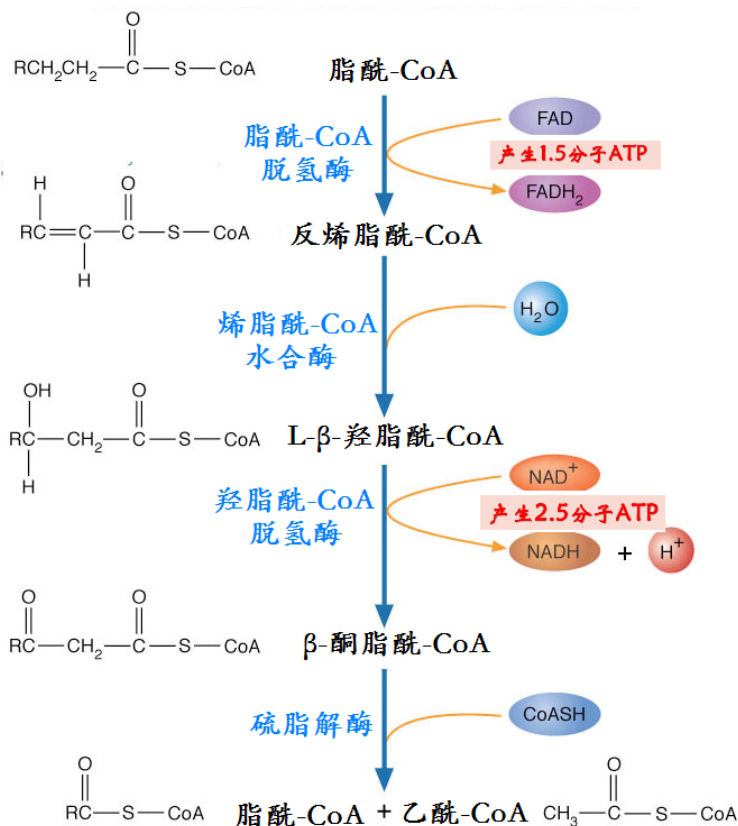 O
RCH₂CH₂—C—S—CoA
脂酰-CoA
脂酰-CoA
脱氢酶
FAD
产生1.5分子ATP
FADH₂
H O
RC=C—C—S—CoA
H
反烯脂酰-CoA
烯脂酰-CoA
水合酶
H₂O
OH O
RC—CH₂—C—S—CoA
H
L-β-羟脂酰-CoA
羟脂酰-CoA
脱氢酶
NAD⁺
产生2.5分子ATP
NADH + H⁺
O O
RC—CH₂—C—S—CoA
β-酮脂酰-CoA
硫脂解酶
CoASH
O
RC—S—CoA
脂酰-CoA + 乙酰-CoA
O
CH₃—C—S—CoA